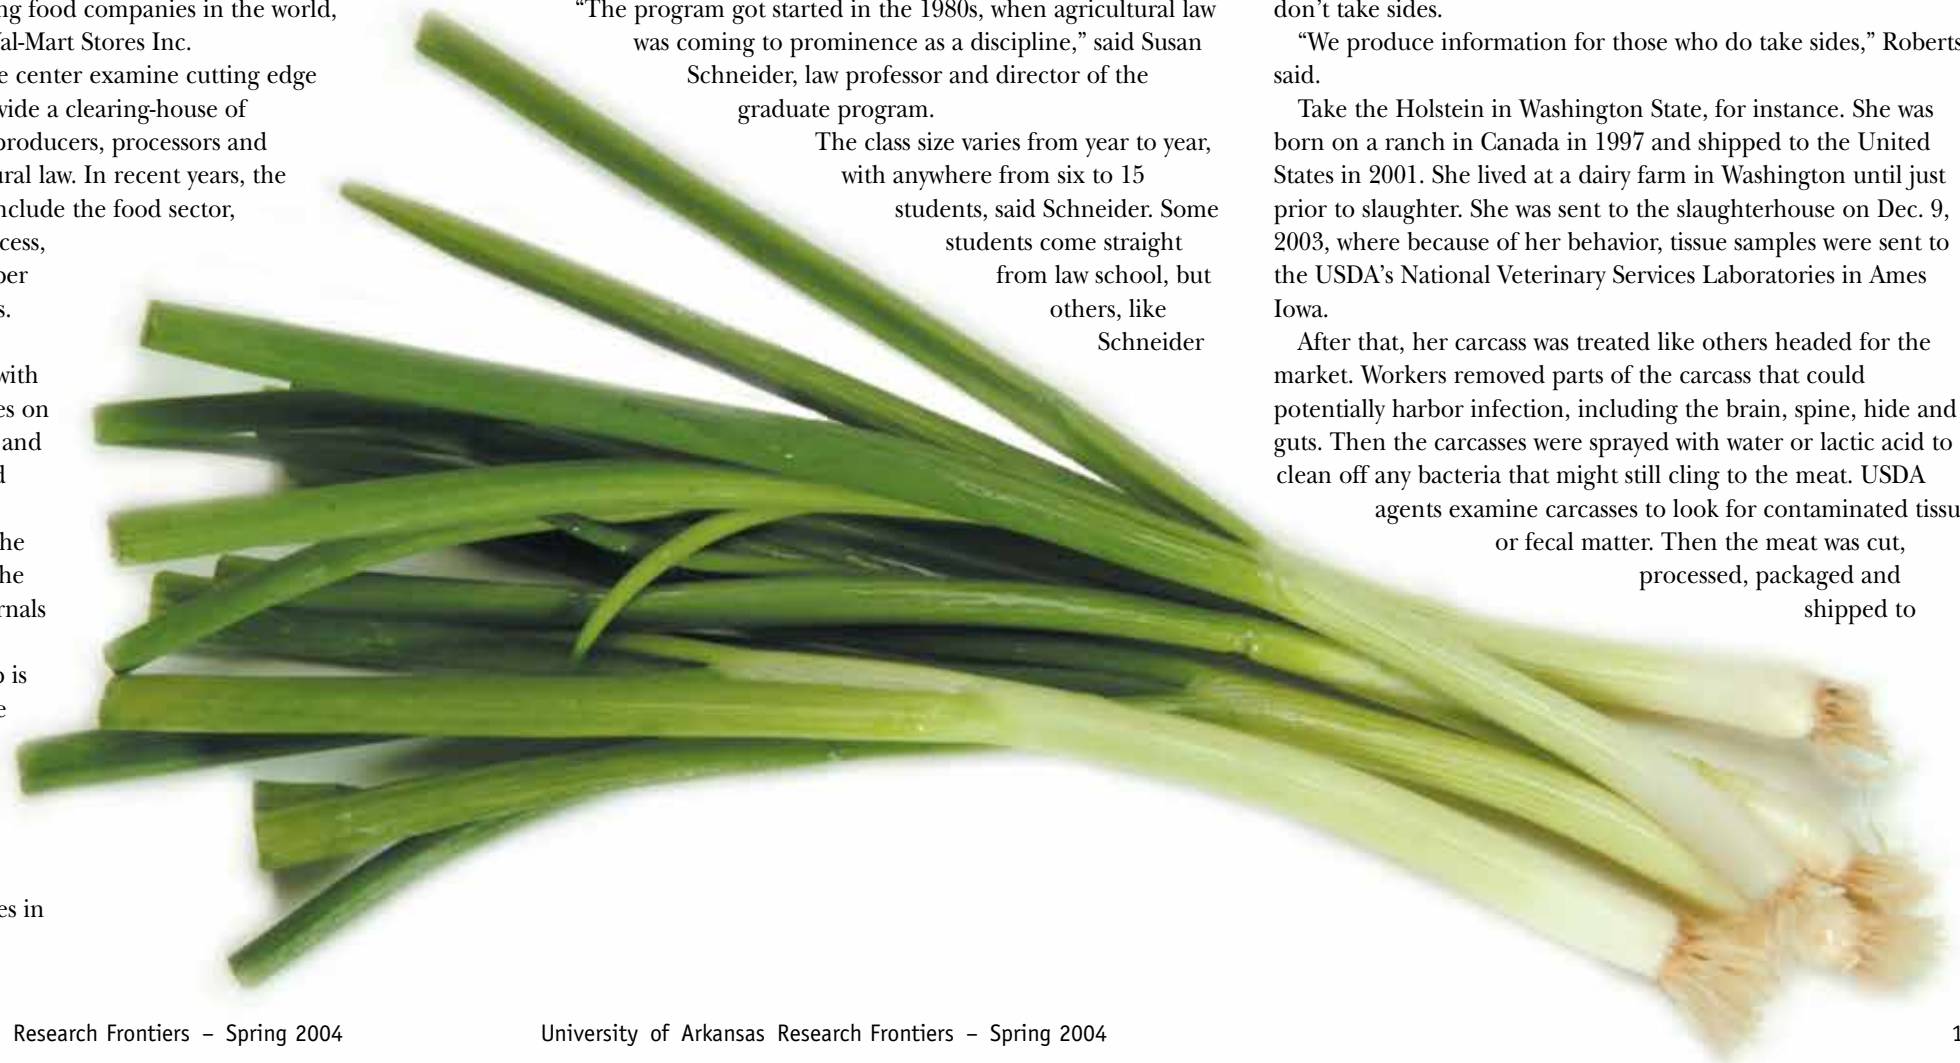 ng food companies in the world,
al-Mart Stores Inc.
e center examine cutting edge
vide a clearing-house of
producers, processors and
ural law. In recent years, the
nclude the food sector,
cess,
per
s.
with
es on
and
d
he
he
rnals
p is
e
es in
“The program got started in the 1980s, when agricultural law
was coming to prominence as a discipline,” said Susan
Schneider, law professor and director of the
graduate program.
The class size varies from year to year,
with anywhere from six to 15
students, said Schneider. Some
students come straight
from law school, but
others, like
Schneider
don’t take sides.
“We produce information for those who do take sides,” Roberts
said.
Take the Holstein in Washington State, for instance. She was
born on a ranch in Canada in 1997 and shipped to the United
States in 2001. She lived at a dairy farm in Washington until just
prior to slaughter. She was sent to the slaughterhouse on Dec. 9,
2003, where because of her behavior, tissue samples were sent to
the USDA’s National Veterinary Services Laboratories in Ames
Iowa.
After that, her carcass was treated like others headed for the
market. Workers removed parts of the carcass that could
potentially harbor infection, including the brain, spine, hide and
guts. Then the carcasses were sprayed with water or lactic acid to
clean off any bacteria that might still cling to the meat. USDA
agents examine carcasses to look for contaminated tissu
or fecal matter. Then the meat was cut,
processed, packaged and
shipped to
Research Frontiers – Spring 2004
University of Arkansas Research Frontiers – Spring 2004
1